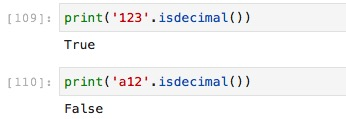 [109]: print('123'.isdecimal())
True
[110]: print('a12'.isdecimal())
False